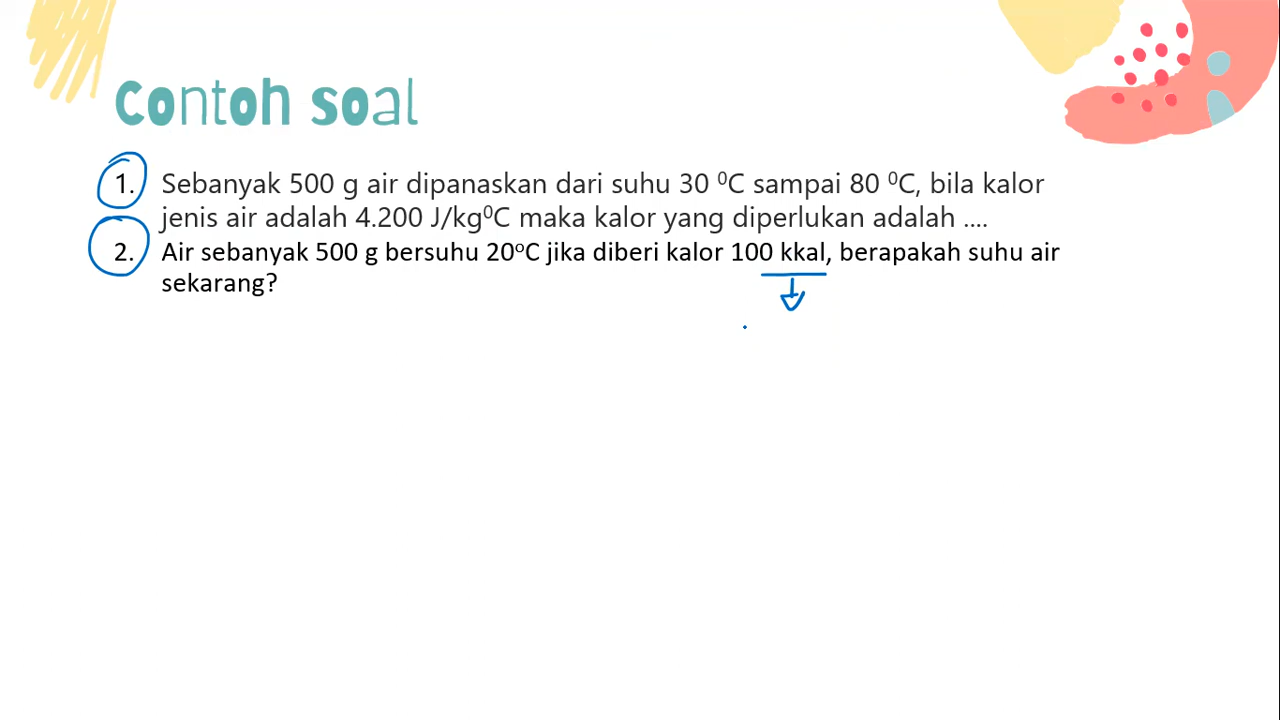 Contoh soal
1. Sebanyak 500 g air dipanaskan dari suhu 30 ⁰C sampai 80 ⁰C, bila kalor
jenis air adalah 4.200 J/kg⁰C maka kalor yang diperlukan adalah ....
2. Air sebanyak 500 g bersuhu 20ᵒC jika diberi kalor 100 kkal, berapakah suhu air
sekarang?